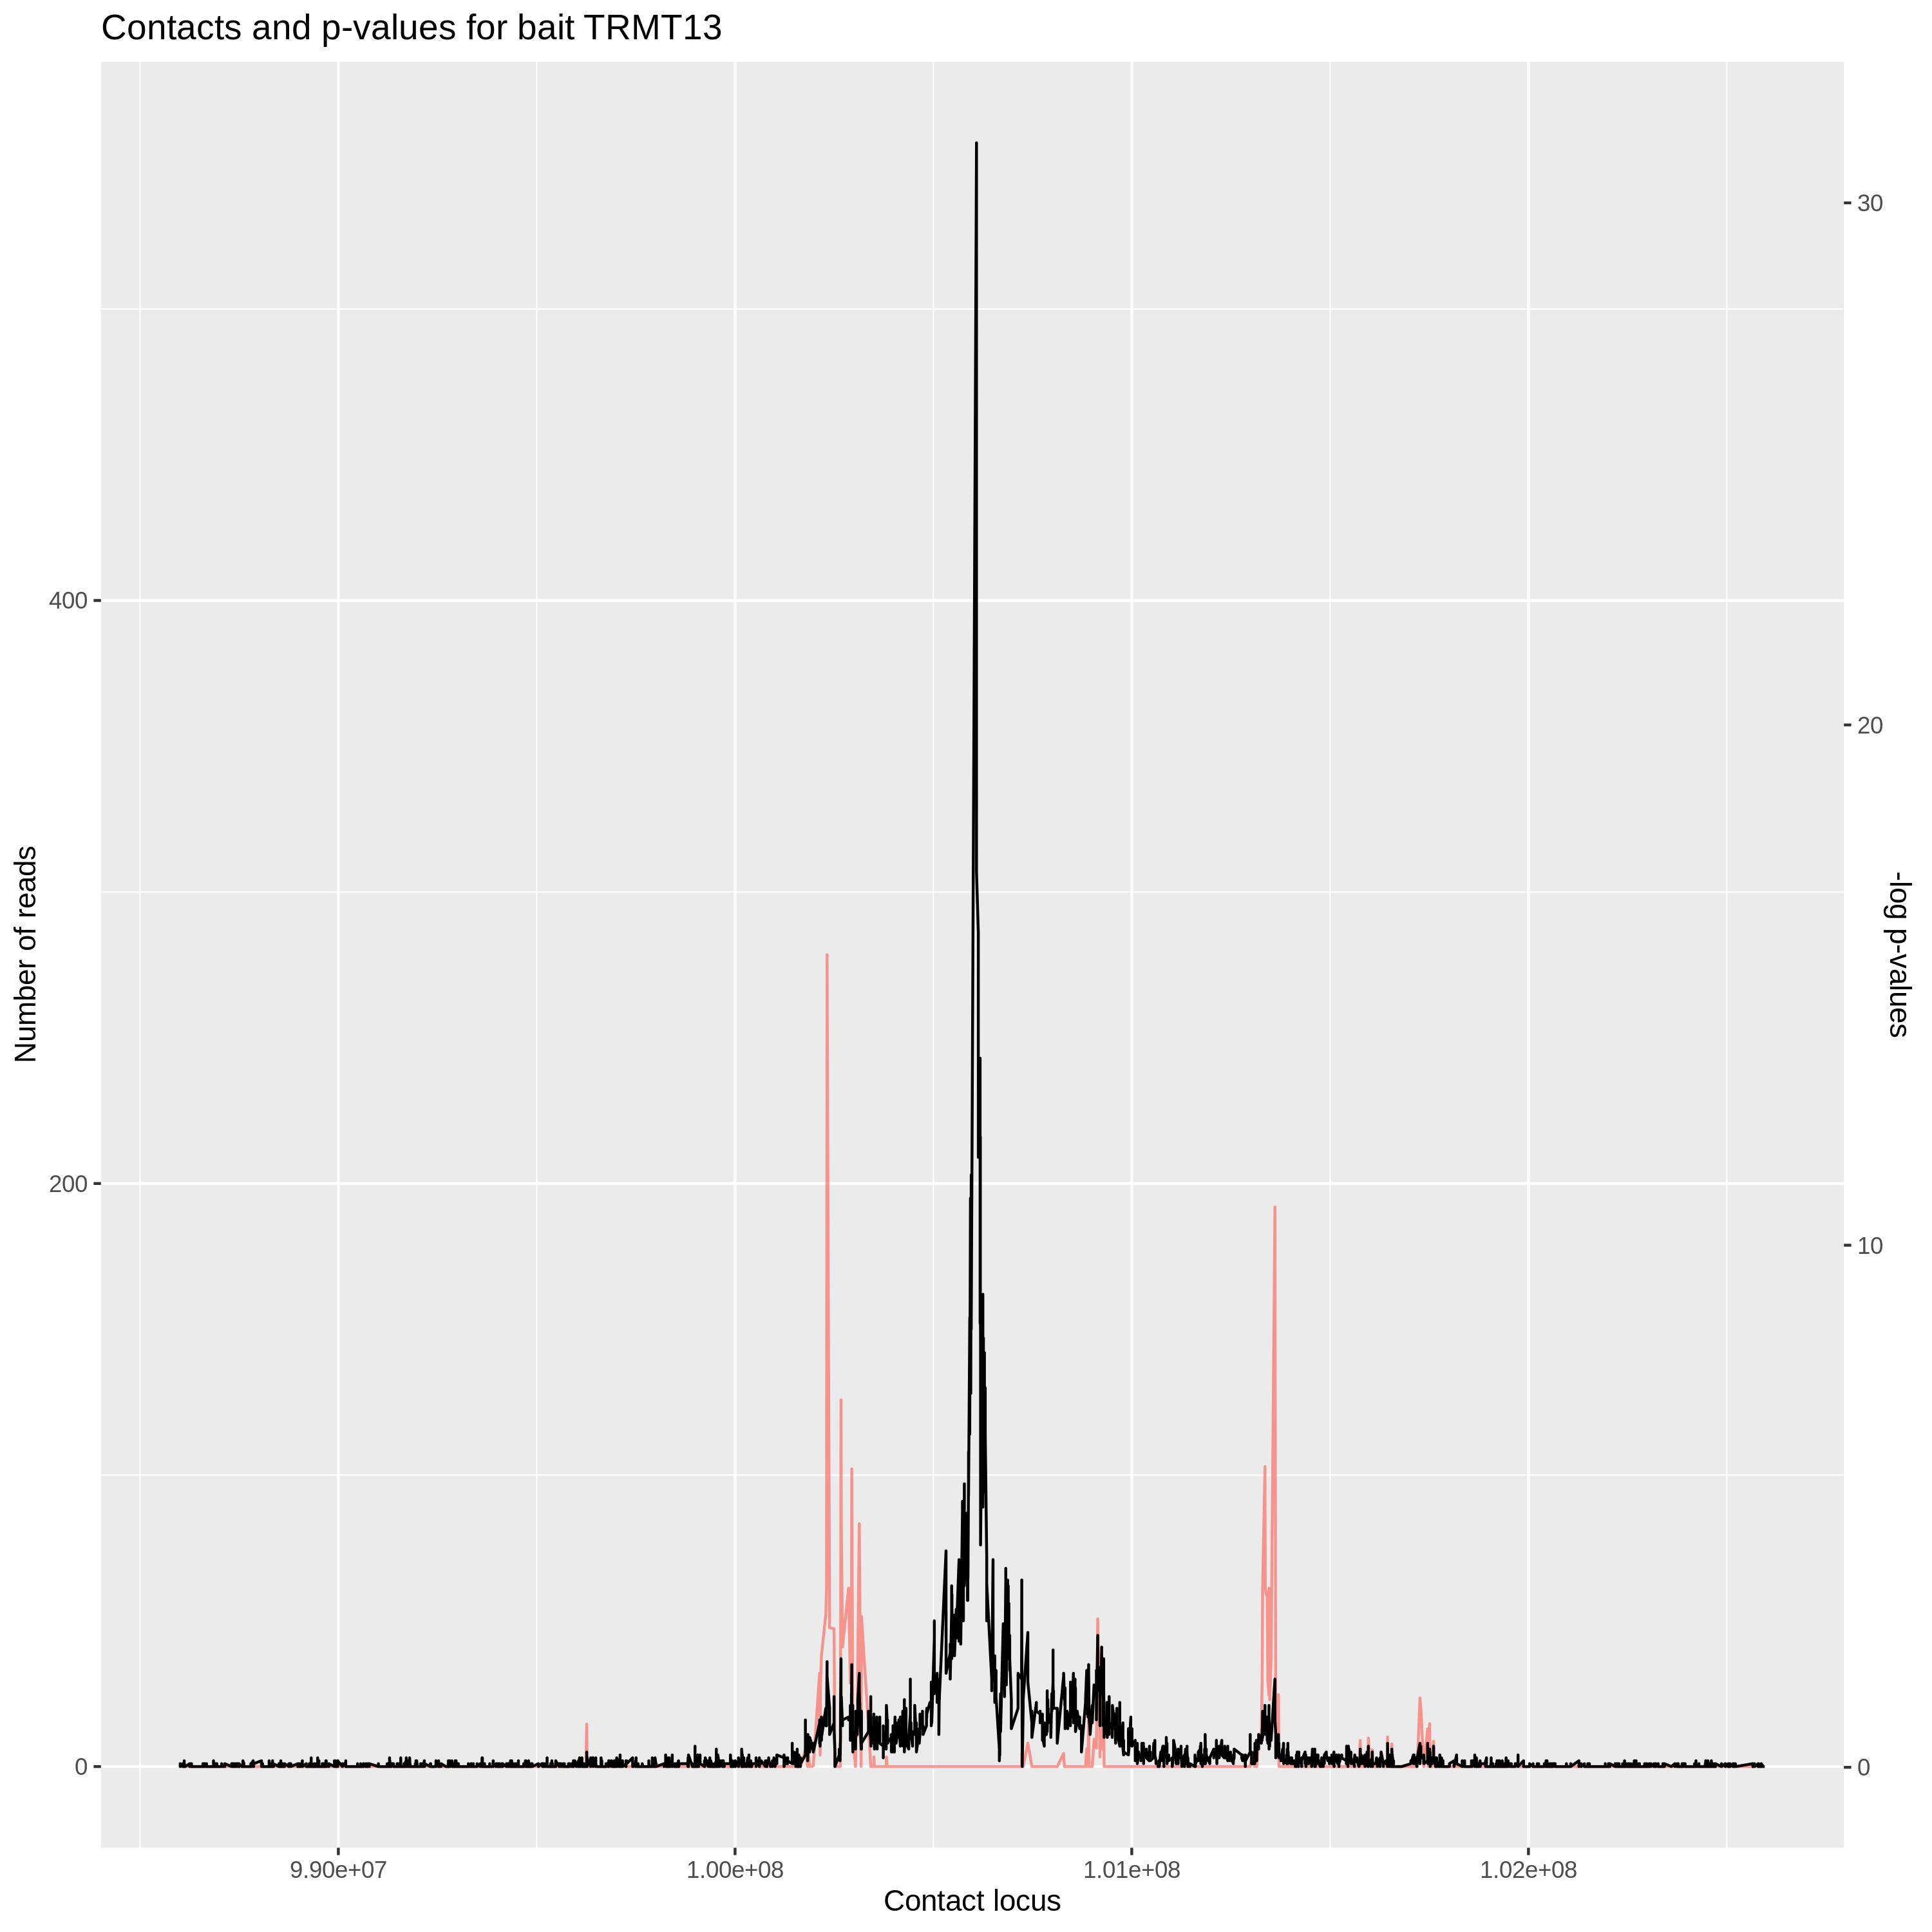 Contacts and p-values for bait TRMT13
30
400
20
Number of reads
-log p-values
200
10
0
0
9.90e+07
1.00e+08
1.01e+08
1.02e+08
Contact locus